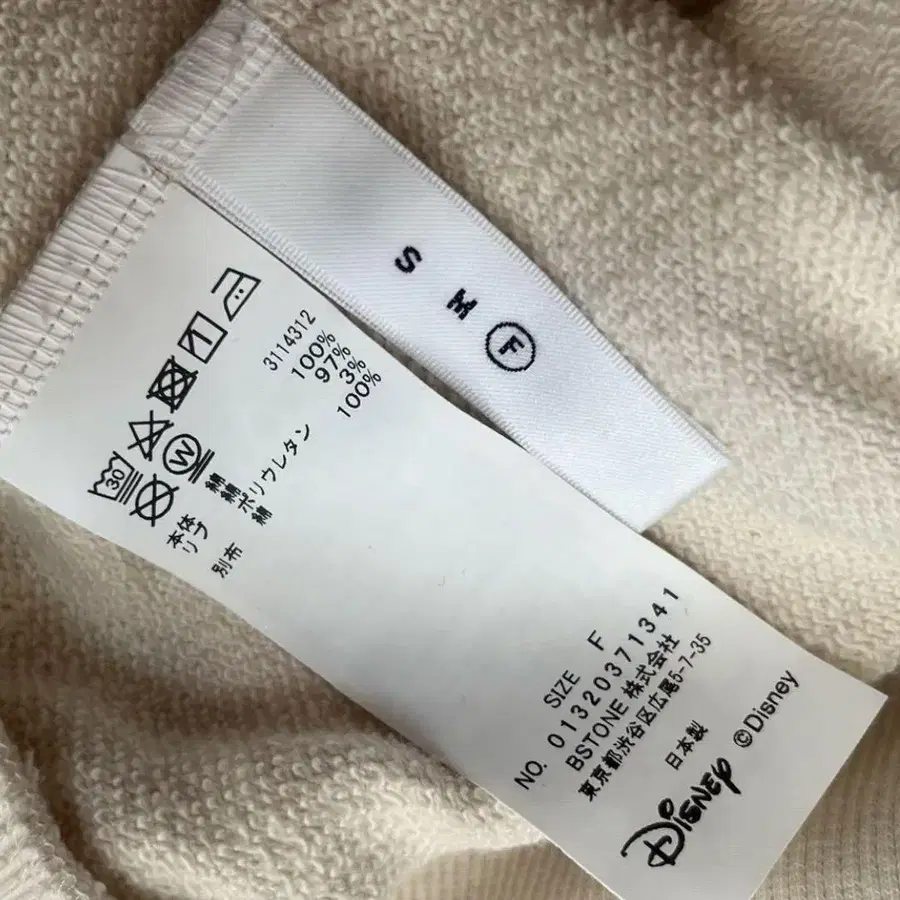 S M F
30
W
3114312
本体 綿 100%
リブ 綿 97%
ポリウレタン 3%
別布 綿 100%
SIZE F
NO. 01320371341
BSTONE 株式会社
東京都渋谷区広尾5-7-35
日本製
Disney ©Disney